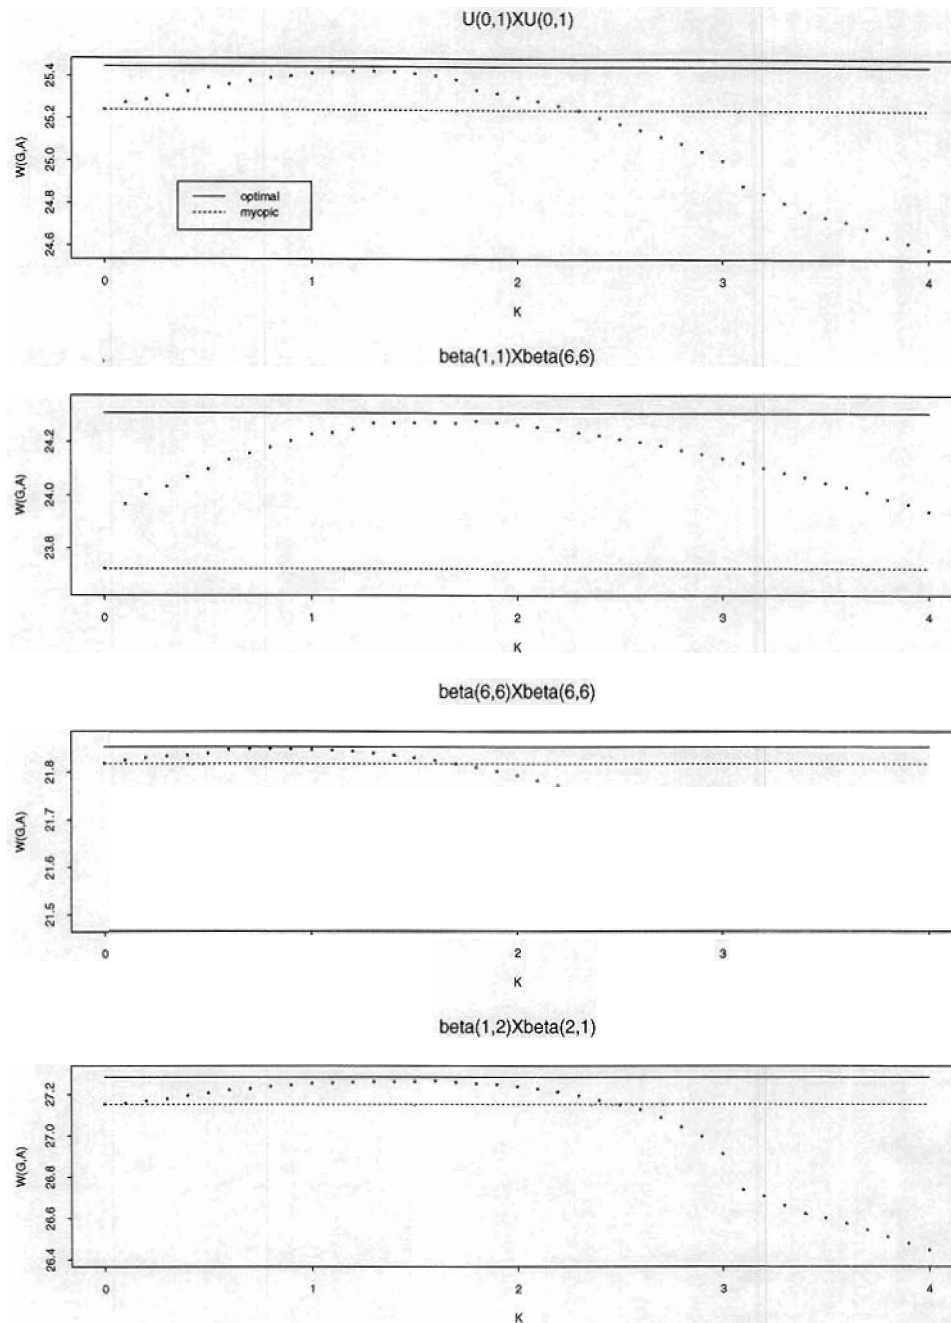 U(0,1)XU(0,1)
25.4
25.2
25.0
24.8
24.6
W(G,A)
optimal
myopic
0 1 2 3 4
K
beta(1,1)Xbeta(6,6)
24.2
24.0
23.8
W(G,A)
0 1 2 3 4
K
beta(6,6)Xbeta(6,6)
21.8
21.7
21.6
21.5
W(G,A)
0 1 2 3
K
beta(1,2)Xbeta(2,1)
27.2
27.0
26.8
26.6
26.4
W(G,A)
0 1 2 3 4
K